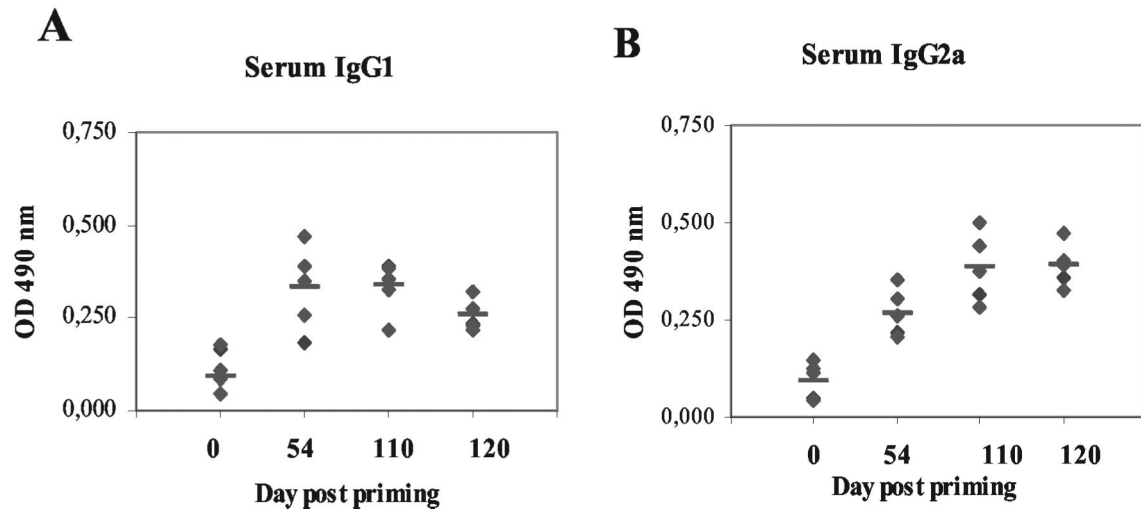 A
Serum IgG1
OD 490 nm
0,750
0,500
0,250
0,000
0 54 110 120
Day post priming
B
Serum IgG2a
OD 490 nm
0,750
0,500
0,250
0,000
0 54 110 120
Day post priming